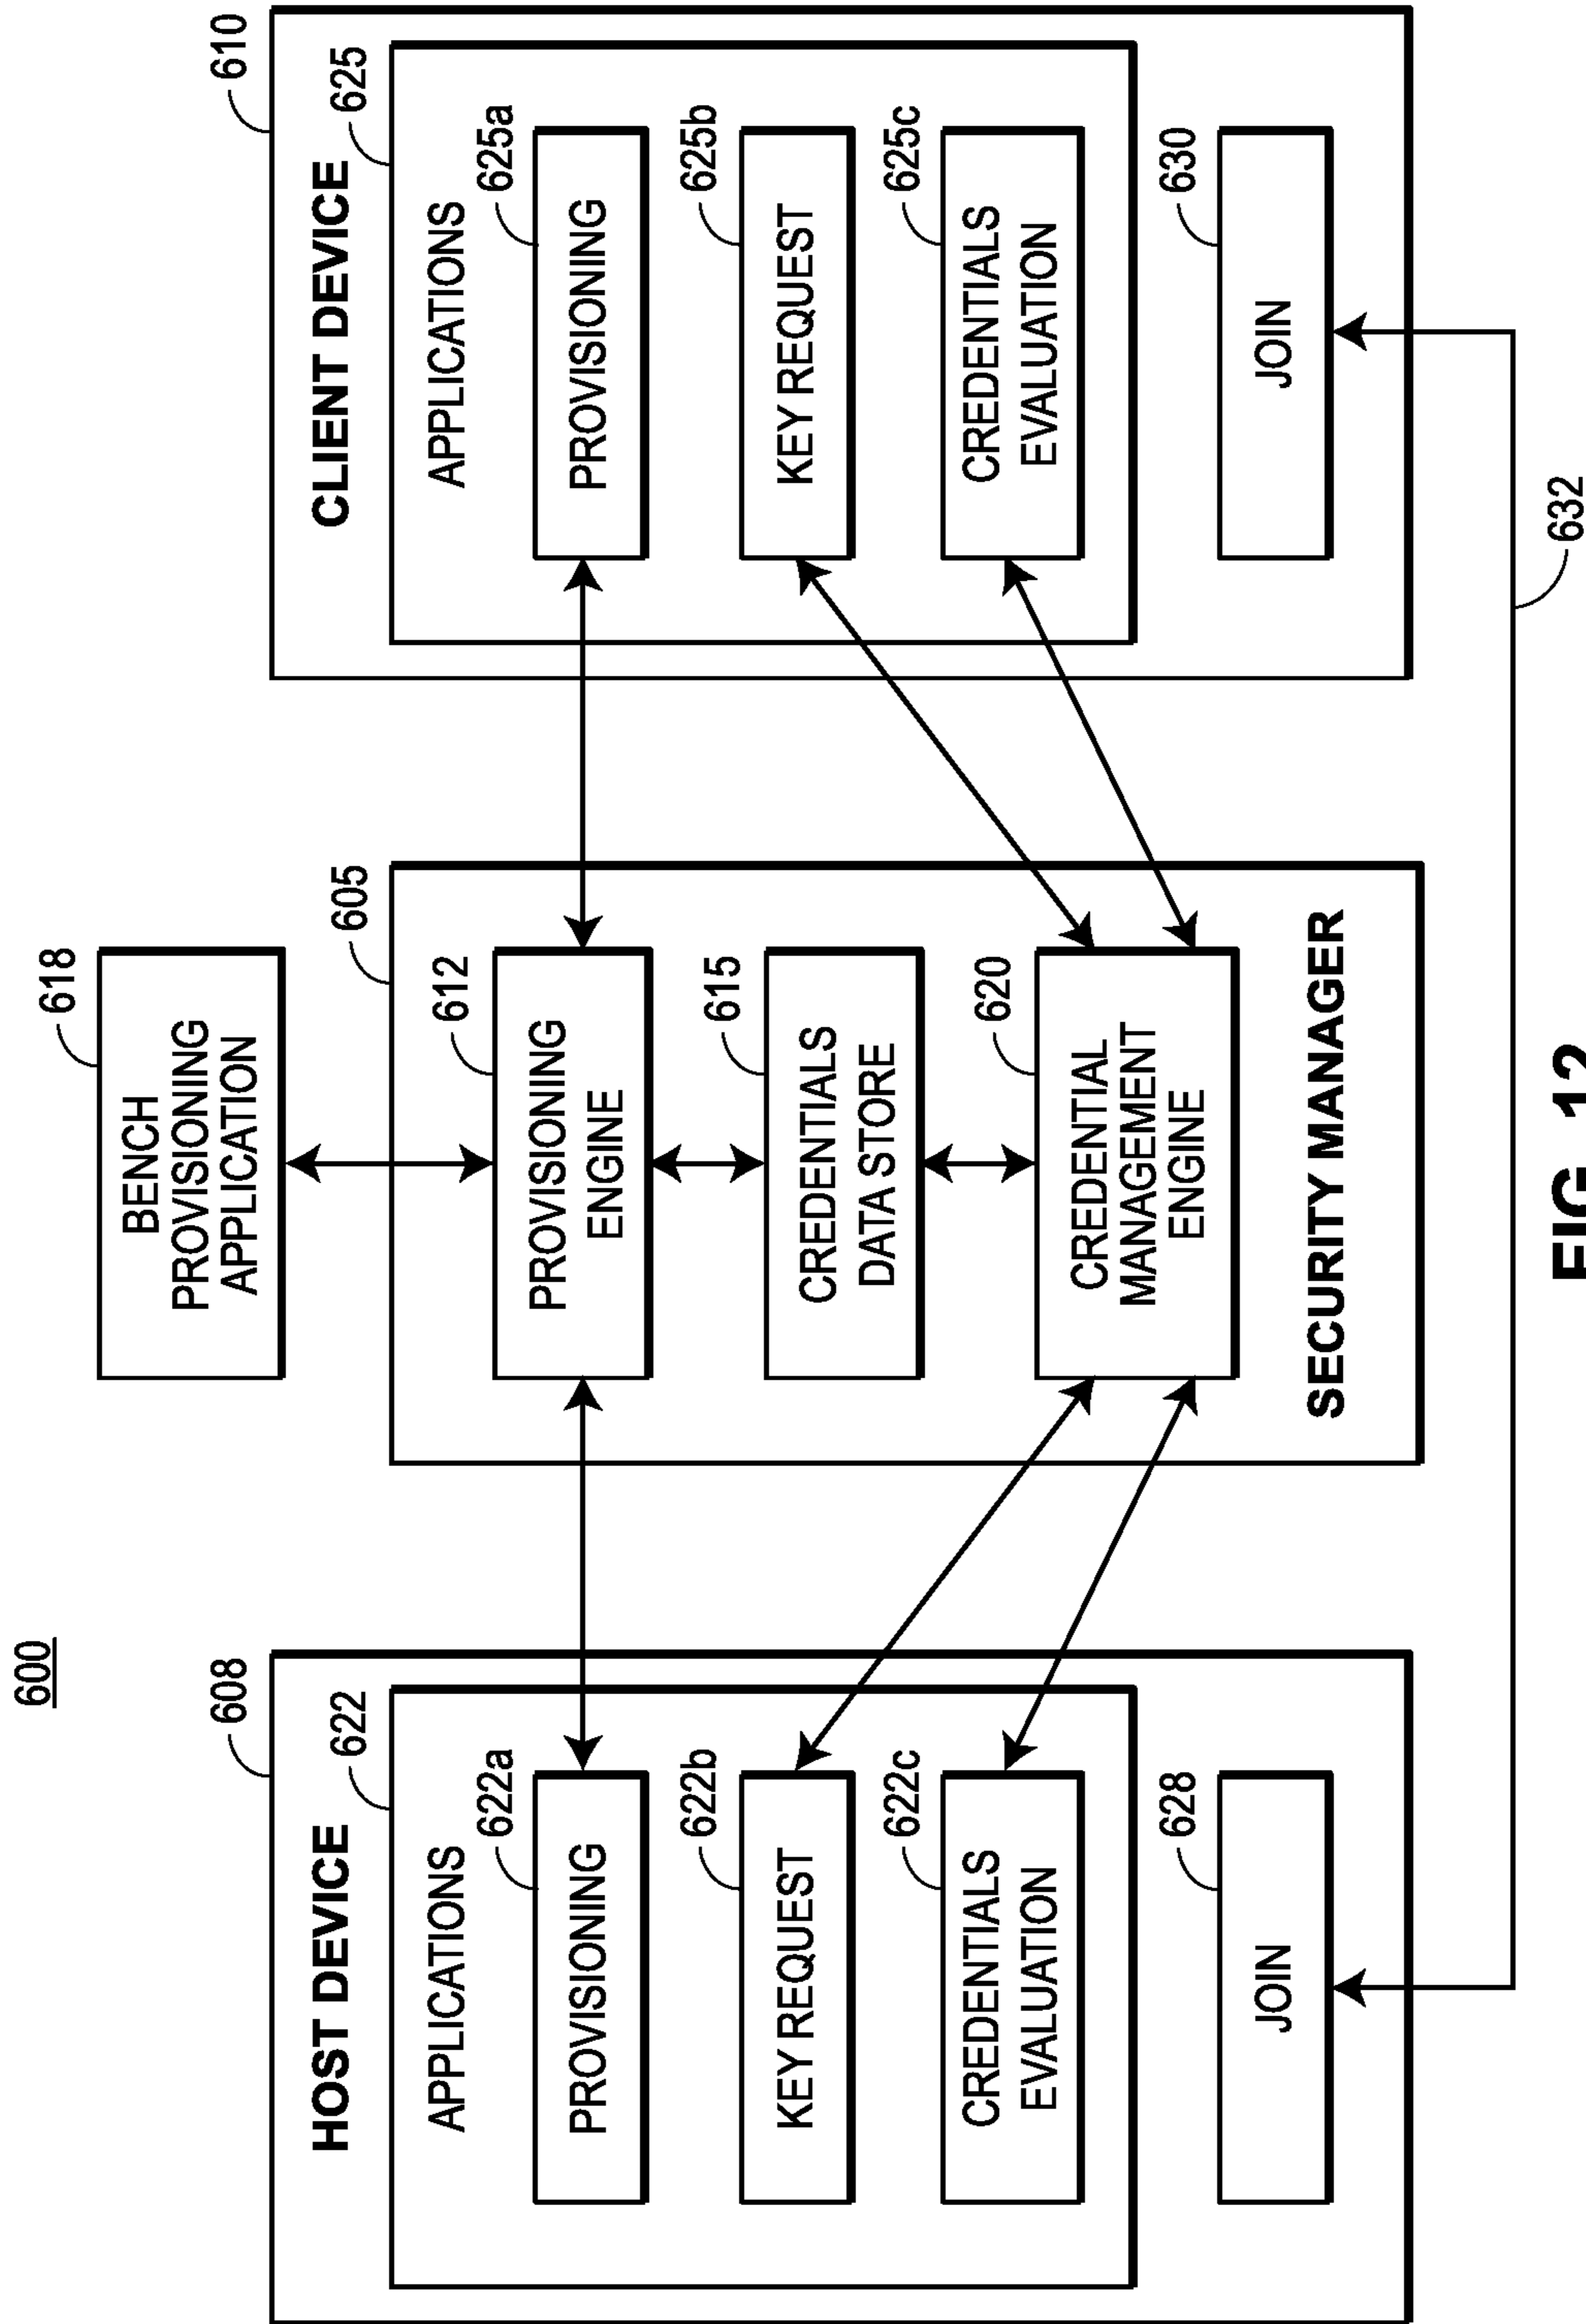 600
608
HOST DEVICE
622
APPLICATIONS
622a
PROVISIONING
622b
KEY REQUEST
622c
CREDENTIALS
EVALUATION
628
JOIN
618
BENCH
PROVISIONING
APPLICATION
605
612
PROVISIONING
ENGINE
615
CREDENTIALS
DATA STORE
620
CREDENTIAL
MANAGEMENT
ENGINE
SECURITY MANAGER
610
CLIENT DEVICE
625
APPLICATIONS
625a
PROVISIONING
625b
KEY REQUEST
625c
CREDENTIALS
EVALUATION
630
JOIN
632
FIG. 12